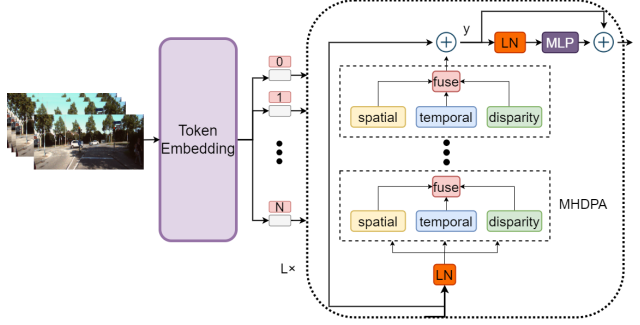 Token
Embedding
0
1
N
L×
y
LN
MLP
fuse
spatial
temporal
disparity
fuse
spatial
temporal
disparity
MHDPA
LN